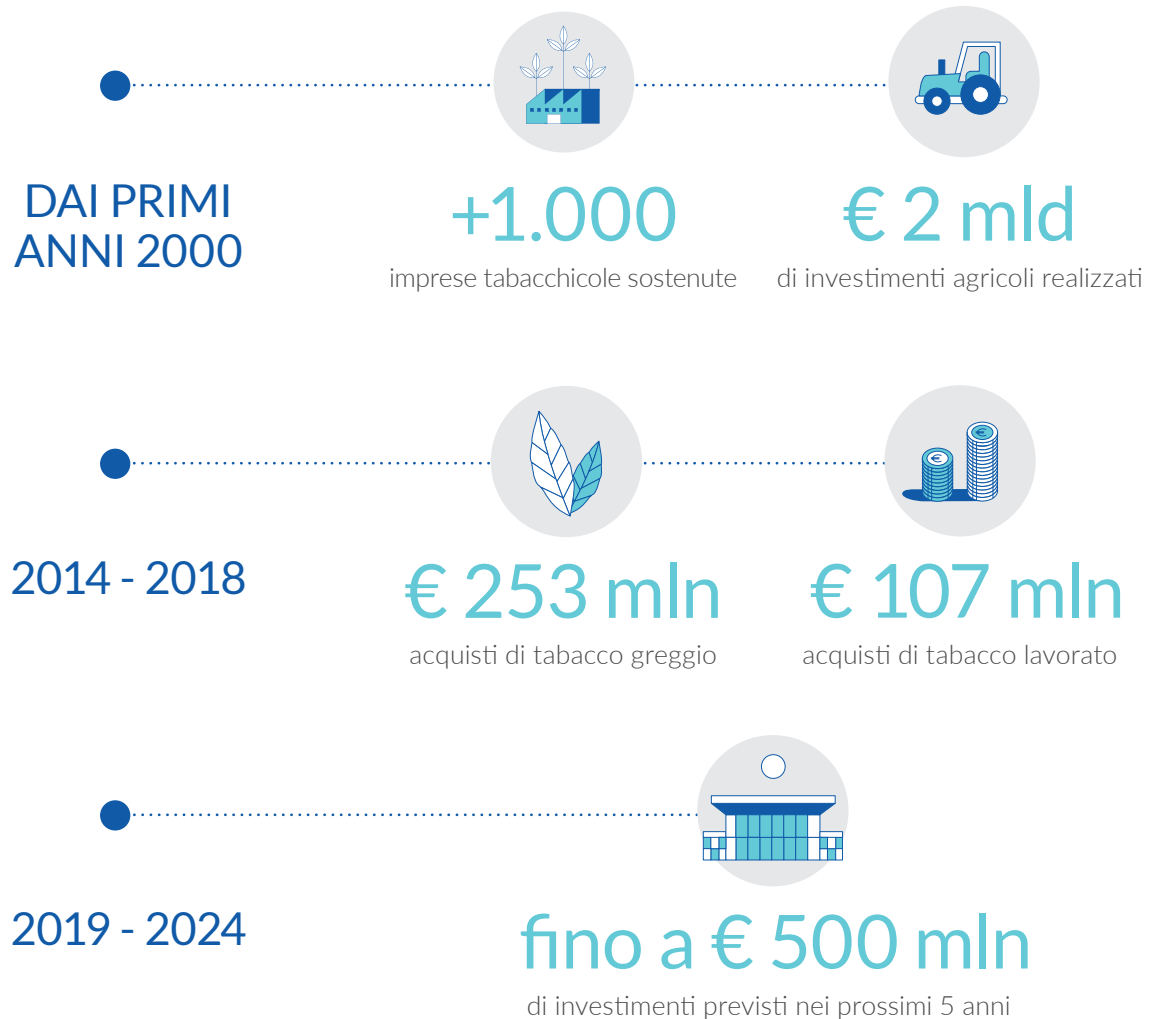 DAI PRIMI
ANNI 2000
+1.000
imprese tabacchicole sostenute
€ 2 mld
di investimenti agricoli realizzati
2014 - 2018
€ 253 mln
acquisti di tabacco greggio
€ 107 mln
acquisti di tabacco lavorato
2019 - 2024
fino a € 500 mln
di investimenti previsti nei prossimi 5 anni